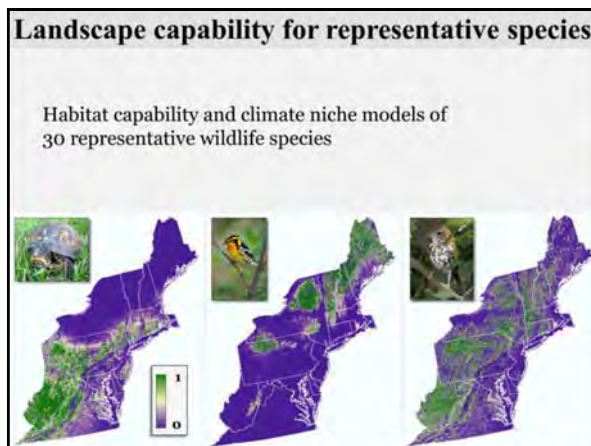 Landscape capability for representative species
Habitat capability and climate niche models of
30 representative wildlife species
1
0